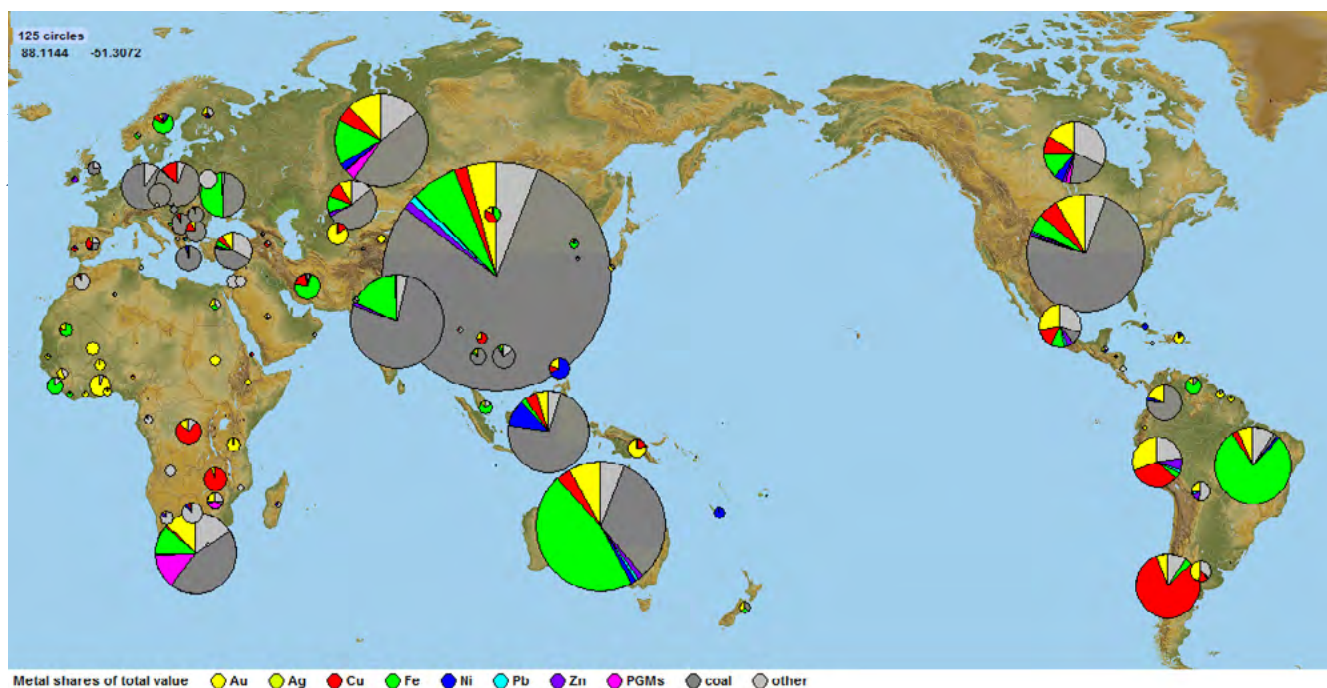 125 circles
88.1144 -51.3072
Metal shares of total value Au Ag Cu Fe Ni Pb Zn PGMs coal other